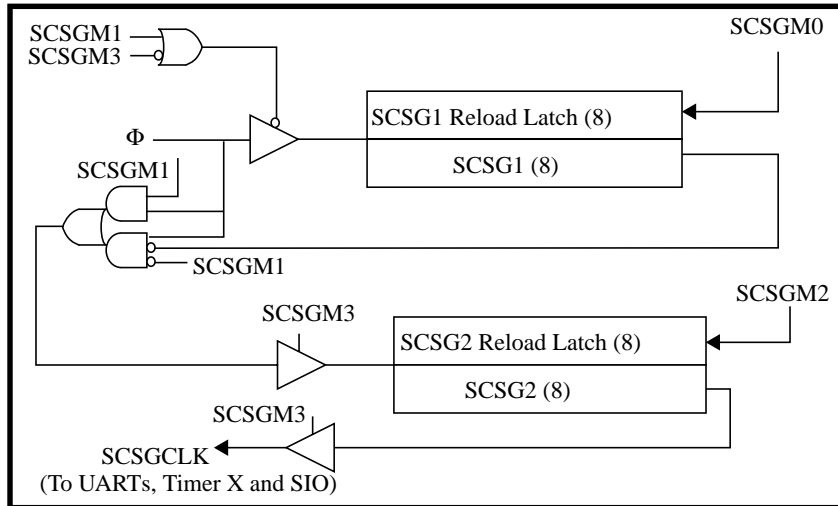 SCSGM1
SCSGM3
SCSGM0
SCSG1 Reload Latch (8)
Φ
SCSG1 (8)
SCSGM1
SCSGM1
SCSGM2
SCSGM3
SCSG2 Reload Latch (8)
SCSG2 (8)
SCSGM3
SCSGCLK
(To UARTs, Timer X and SIO)